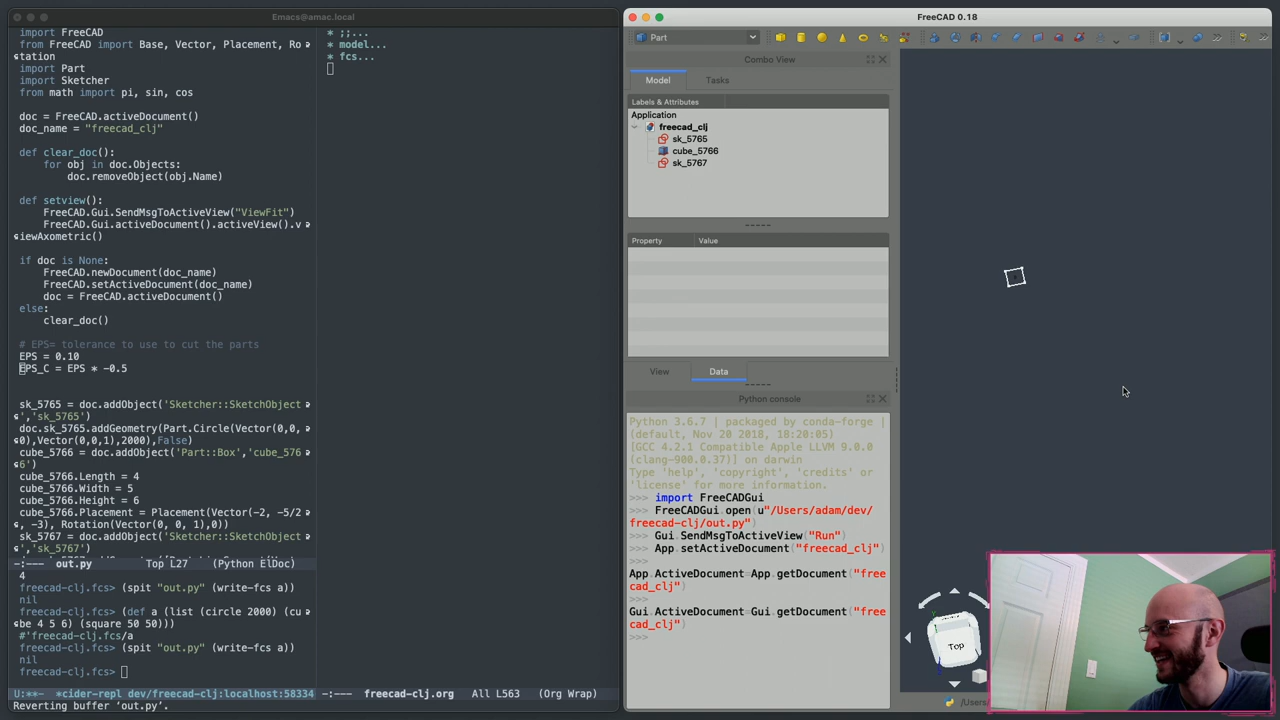 Emacs@amac.local
import FreeCAD
from FreeCAD import Base, Vector, Placement, Ro
tation
import Part
import Sketcher
from math import pi, sin, cos
doc = FreeCAD.activeDocument()
doc_name = "freecad_clj"
def clear_doc():
for obj in doc.Objects:
doc.removeObject(obj.Name)
def setview():
FreeCAD.Gui.SendMsgToActiveView("ViewFit")
FreeCAD.Gui.activeDocument().activeView().v
iewAxometric()
if doc is None:
FreeCAD.newDocument(doc_name)
FreeCAD.setActiveDocument(doc_name)
doc = FreeCAD.activeDocument()
else:
clear_doc()
# EPS= tolerance to use to cut the parts
EPS = 0.10
EPS_C = EPS * -0.5
sk_5765 = doc.addObject('Sketcher::SketchObject
','sk_5765')
doc.sk_5765.addGeometry(Part.Circle(Vector(0,0,
0),Vector(0,0,1),2000),False)
cube_5766 = doc.addObject('Part::Box','cube_576
6')
cube_5766.Length = 4
cube_5766.Width = 5
cube_5766.Height = 6
cube_5766.Placement = Placement(Vector(-2, -5/2
, -3), Rotation(Vector(0, 0, 1),0))
sk_5767 = doc.addObject('Sketcher::SketchObject
','sk_5767')
-:--- out.py Top L27 (Python ElDoc)
4
freecad-clj.fcs> (spit "out.py" (write-fcs a))
nil
freecad-clj.fcs> (def a (list (circle 2000) (cu
be 4 5 6) (square 50 50)))
#'freecad-clj.fcs/a
freecad-clj.fcs> (spit "out.py" (write-fcs a))
nil
freecad-clj.fcs>
U:**- *cider-repl dev/freecad-clj:localhost:58334
Reverting buffer ‘out.py’.
* ;;...
* model...
* fcs...
-:--- freecad-clj.org All L563 (Org Wrap)
FreeCAD 0.18
Part
Combo View
Model Tasks
Labels & Attributes
Application
freecad_clj
sk_5765
cube_5766
sk_5767
Property Value
View Data
Python console
Python 3.6.7 | packaged by conda-forge |
(default, Nov 20 2018, 18:20:05)
[GCC 4.2.1 Compatible Apple LLVM 9.0.0
(clang-900.0.37)] on darwin
Type 'help', 'copyright', 'credits' or
'license' for more information.
>>> import FreeCADGui
>>> FreeCADGui.open(u"/Users/adam/dev/
freecad-clj/out.py")
>>> Gui.SendMsgToActiveView("Run")
>>> App.setActiveDocument("freecad_clj")
>>>
App.ActiveDocument=App.getDocument("free
cad_clj")
>>>
Gui.ActiveDocument=Gui.getDocument("free
cad_clj")
>>>
Top
/Users/